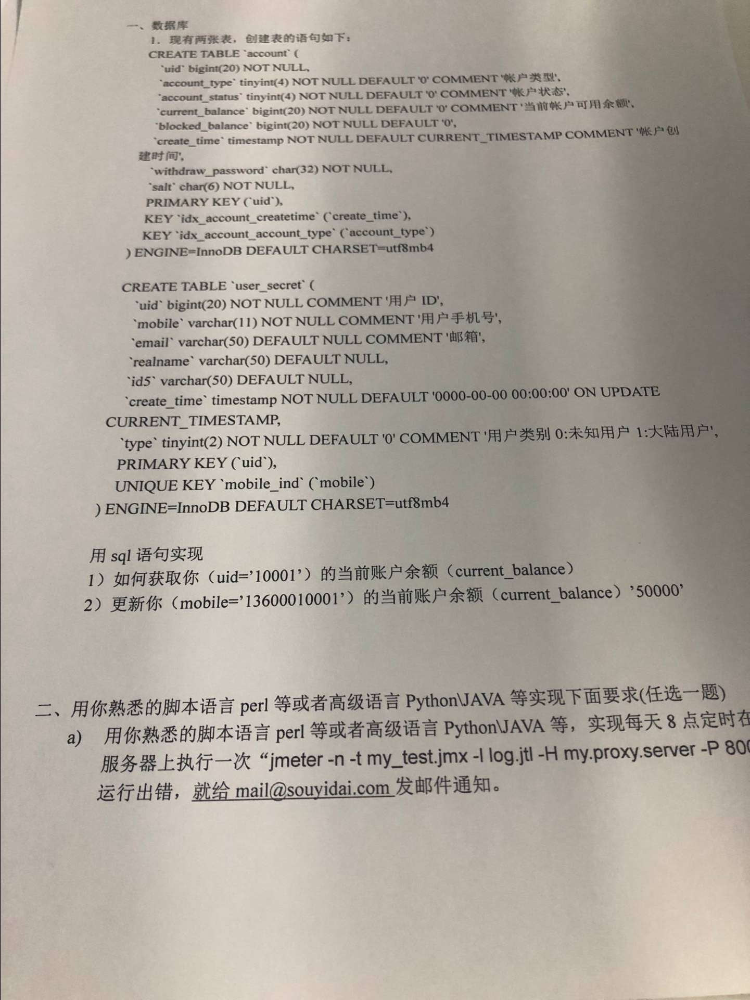 一、数据库
1. 现有两张表，创建表的语句如下：
CREATE TABLE `account` (
`uid` bigint(20) NOT NULL,
`account_type` tinyint(4) NOT NULL DEFAULT '0' COMMENT '帐户类型',
`account_status` tinyint(4) NOT NULL DEFAULT '0' COMMENT '帐户状态',
`current_balance` bigint(20) NOT NULL DEFAULT '0' COMMENT '当前帐户可用余额',
`blocked_balance` bigint(20) NOT NULL DEFAULT '0',
`create_time` timestamp NOT NULL DEFAULT CURRENT_TIMESTAMP COMMENT '帐户创
建时间',
`withdraw_password` char(32) NOT NULL,
`salt` char(6) NOT NULL,
PRIMARY KEY (`uid`),
KEY `idx_account_createtime` (`create_time`),
KEY `idx_account_account_type` (`account_type`)
) ENGINE=InnoDB DEFAULT CHARSET=utf8mb4
CREATE TABLE `user_secret` (
`uid` bigint(20) NOT NULL COMMENT '用户 ID',
`mobile` varchar(11) NOT NULL COMMENT '用户手机号',
`email` varchar(50) DEFAULT NULL COMMENT '邮箱',
`realname` varchar(50) DEFAULT NULL,
`id5` varchar(50) DEFAULT NULL,
`create_time` timestamp NOT NULL DEFAULT '0000-00-00 00:00:00' ON UPDATE
CURRENT_TIMESTAMP,
`type` tinyint(2) NOT NULL DEFAULT '0' COMMENT '用户类别 0:未知用户 1:大陆用户',
PRIMARY KEY (`uid`),
UNIQUE KEY `mobile_ind` (`mobile`)
) ENGINE=InnoDB DEFAULT CHARSET=utf8mb4
用 sql 语句实现
1）如何获取你（uid=’10001’）的当前账户余额（current_balance）
2）更新你（mobile=’13600010001’）的当前账户余额（current_balance）’50000’
二、用你熟悉的脚本语言 perl 等或者高级语言 Python\JAVA 等实现下面要求(任选一题)
a) 用你熟悉的脚本语言 perl 等或者高级语言 Python\JAVA 等，实现每天 8 点定时在
服务器上执行一次“jmeter -n -t my_test.jmx -l log.jtl -H my.proxy.server -P
运行出错，就给 mail@souyidai.com 发邮件通知。